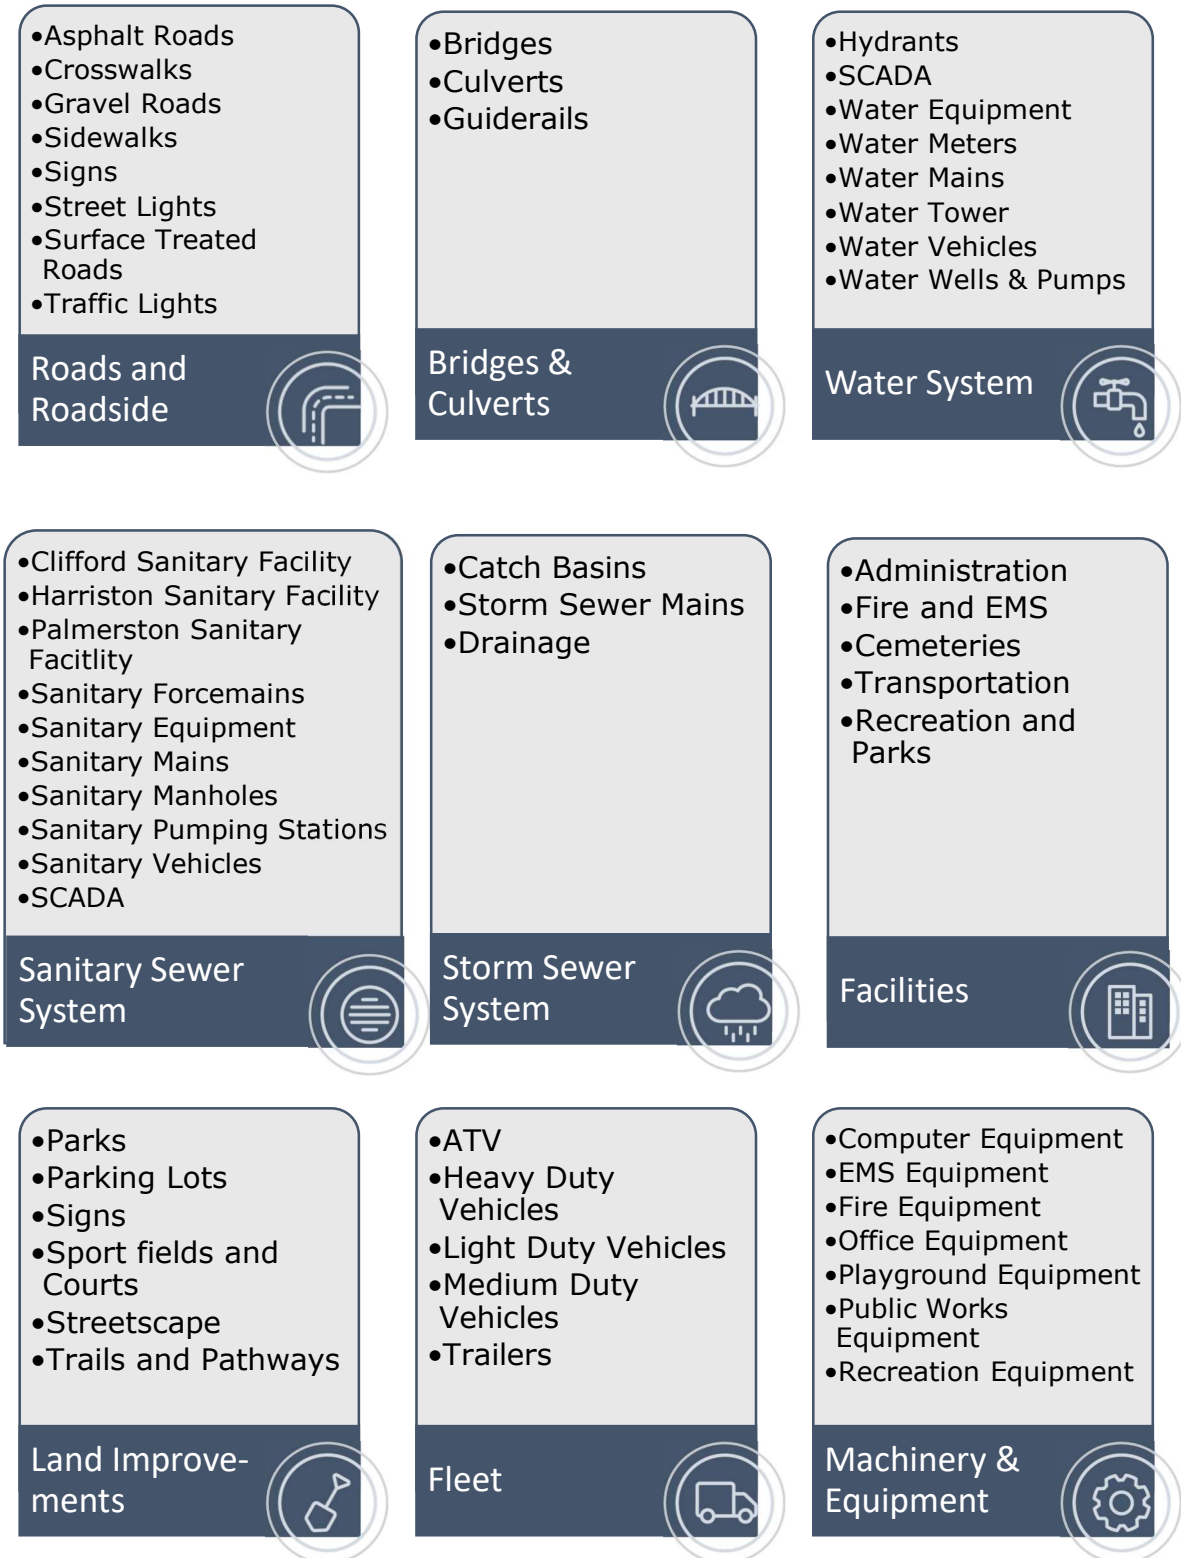 •Asphalt Roads
•Crosswalks
•Gravel Roads
•Sidewalks
•Signs
•Street Lights
•Surface Treated
Roads
•Traffic Lights
Roads and
Roadside
•Bridges
•Culverts
•Guiderails
Bridges &
Culverts
•Hydrants
•SCADA
•Water Equipment
•Water Meters
•Water Mains
•Water Tower
•Water Vehicles
•Water Wells & Pumps
Water System
•Clifford Sanitary Facility
•Harriston Sanitary Facility
•Palmerston Sanitary
Facitlity
•Sanitary Forcemains
•Sanitary Equipment
•Sanitary Mains
•Sanitary Manholes
•Sanitary Pumping Stations
•Sanitary Vehicles
•SCADA
Sanitary Sewer
System
•Catch Basins
•Storm Sewer Mains
•Drainage
Storm Sewer
System
•Administration
•Fire and EMS
•Cemeteries
•Transportation
•Recreation and
Parks
Facilities
•Parks
•Parking Lots
•Signs
•Sport fields and
Courts
•Streetscape
•Trails and Pathways
Land Improve-
ments
•ATV
•Heavy Duty
Vehicles
•Light Duty Vehicles
•Medium Duty
Vehicles
•Trailers
Fleet
•Computer Equipment
•EMS Equipment
•Fire Equipment
•Office Equipment
•Playground Equipment
•Public Works
Equipment
•Recreation Equipment
Machinery &
Equipment